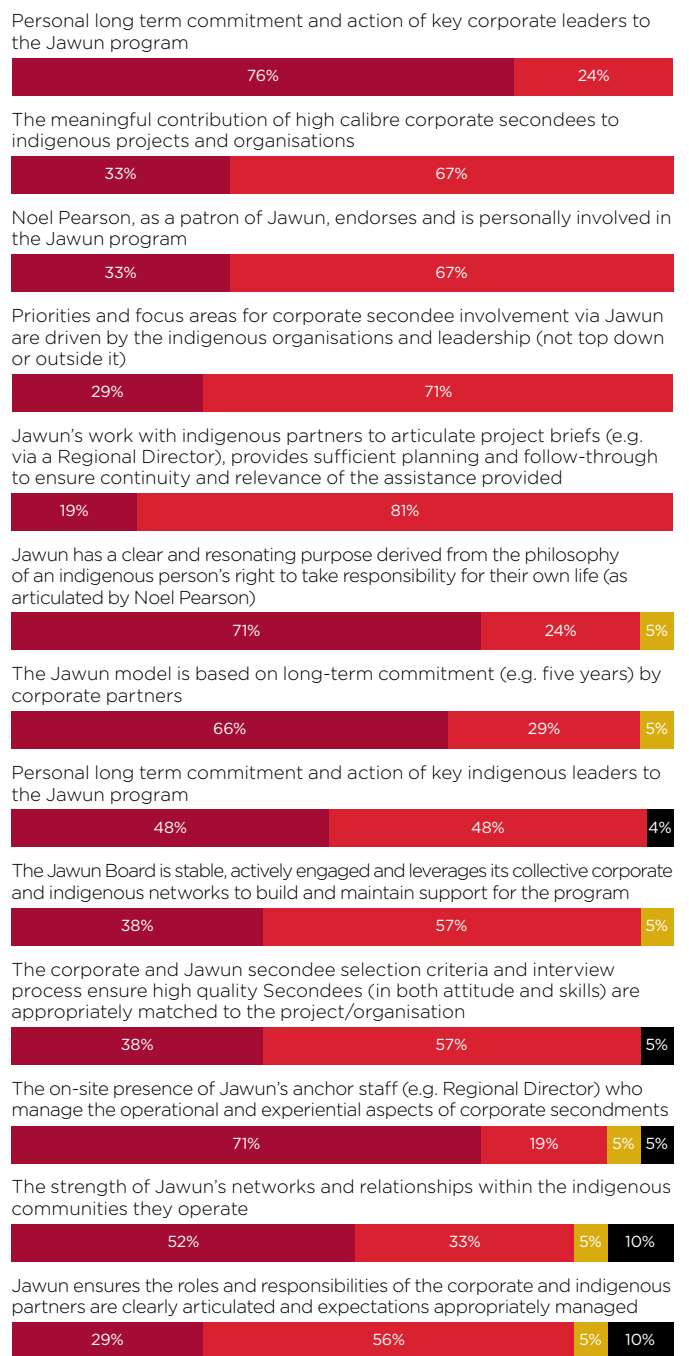 Personal long term commitment and action of key corporate leaders to
the Jawun program
76% 24%
The meaningful contribution of high calibre corporate secondees to
indigenous projects and organisations
33% 67%
Noel Pearson, as a patron of Jawun, endorses and is personally involved in
the Jawun program
33% 67%
Priorities and focus areas for corporate secondee involvement via Jawun
are driven by the indigenous organisations and leadership (not top down
or outside it)
29% 71%
Jawun’s work with indigenous partners to articulate project briefs (e.g.
via a Regional Director), provides sufficient planning and follow-through
to ensure continuity and relevance of the assistance provided
19% 81%
Jawun has a clear and resonating purpose derived from the philosophy
of an indigenous person’s right to take responsibility for their own life (as
articulated by Noel Pearson)
71% 24% 5%
The Jawun model is based on long-term commitment (e.g. five years) by
corporate partners
66% 29% 5%
Personal long term commitment and action of key indigenous leaders to
the Jawun program
48% 48% 4%
The Jawun Board is stable, actively engaged and leverages its collective corporate
and indigenous networks to build and maintain support for the program
38% 57% 5%
The corporate and Jawun secondee selection criteria and interview
process ensure high quality Secondees (in both attitude and skills) are
appropriately matched to the project/organisation
38% 57% 5%
The on-site presence of Jawun’s anchor staff (e.g. Regional Director) who
manage the operational and experiential aspects of corporate secondments
71% 19% 5% 5%
The strength of Jawun’s networks and relationships within the indigenous
communities they operate
52% 33% 5% 10%
Jawun ensures the roles and responsibilities of the corporate and indigenous
partners are clearly articulated and expectations appropriately managed
29% 56% 5% 10%